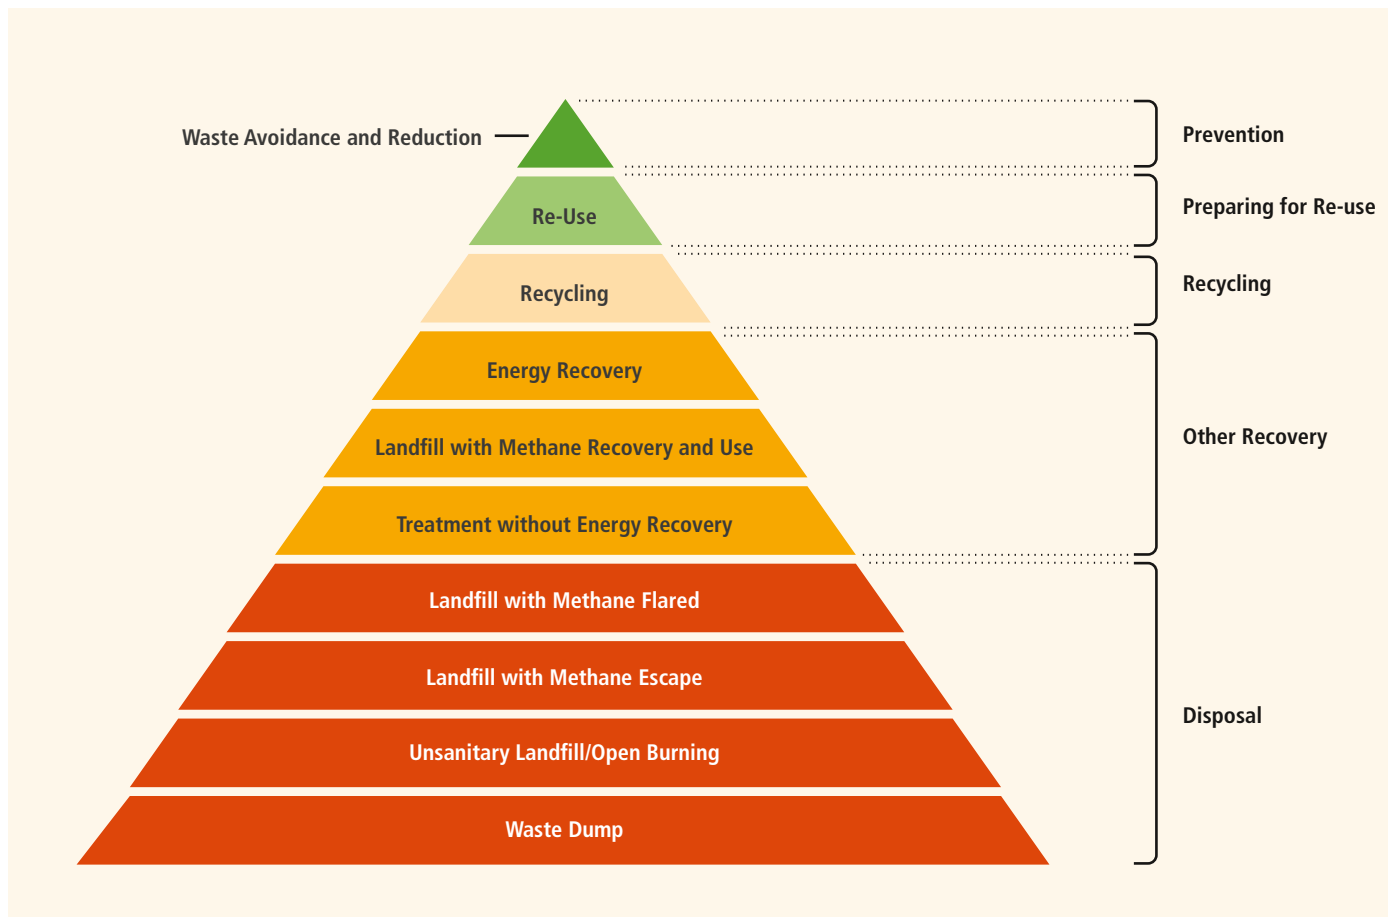 Waste Avoidance and Reduction
Prevention
Re-Use
Preparing for Re-use
Recycling
Recycling
Energy Recovery
Landfill with Methane Recovery and Use
Other Recovery
Treatment without Energy Recovery
Landfill with Methane Flared
Landfill with Methane Escape
Disposal
Unsanitary Landfill/Open Burning
Waste Dump